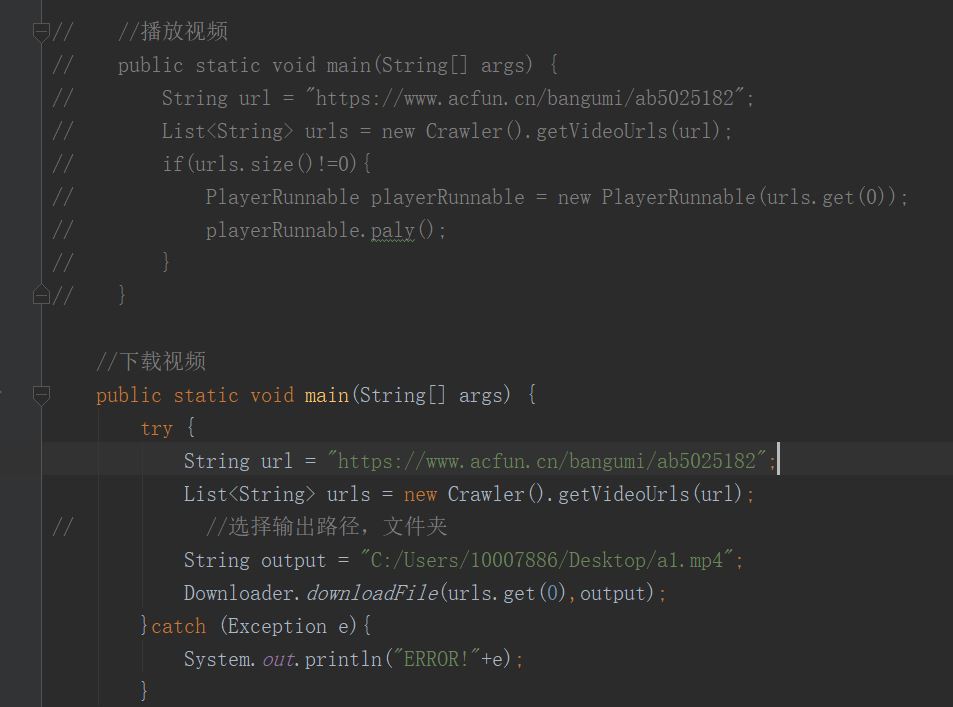 //    //播放视频
//    public static void main(String[] args) {
//        String url = "https://www.acfun.cn/bangumi/ab5025182";
//        List<String> urls = new Crawler().getVideoUrls(url);
//        if(urls.size()!=0){
//            PlayerRunnable playerRunnable = new PlayerRunnable(urls.get(0));
//            playerRunnable.paly();
//        }
//    }
//下载视频
public static void main(String[] args) {
try {
String url = "https://www.acfun.cn/bangumi/ab5025182";
List<String> urls = new Crawler().getVideoUrls(url);
//            //选择输出路径，文件夹
String output = "C:/Users/10007886/Desktop/a1.mp4";
Downloader.downloadFile(urls.get(0),output);
}catch (Exception e){
System.out.println("ERROR!"+e);
}